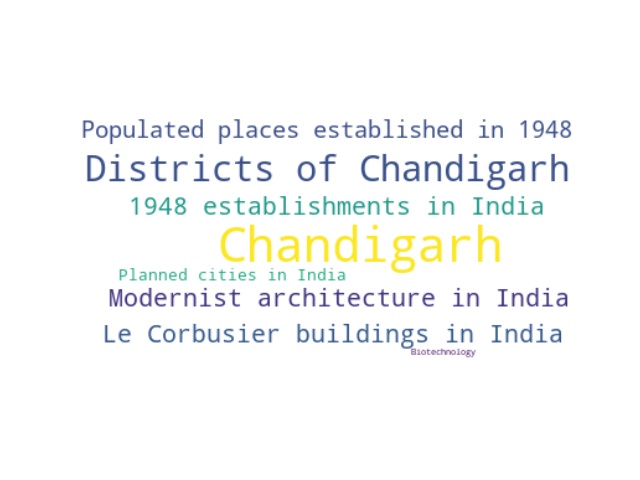 Populated places established in 1948
Districts of Chandigarh
1948 establishments in India
Chandigarh
Planned cities in India
Modernist architecture in India
Le Corbusier buildings in India
Biotechnology